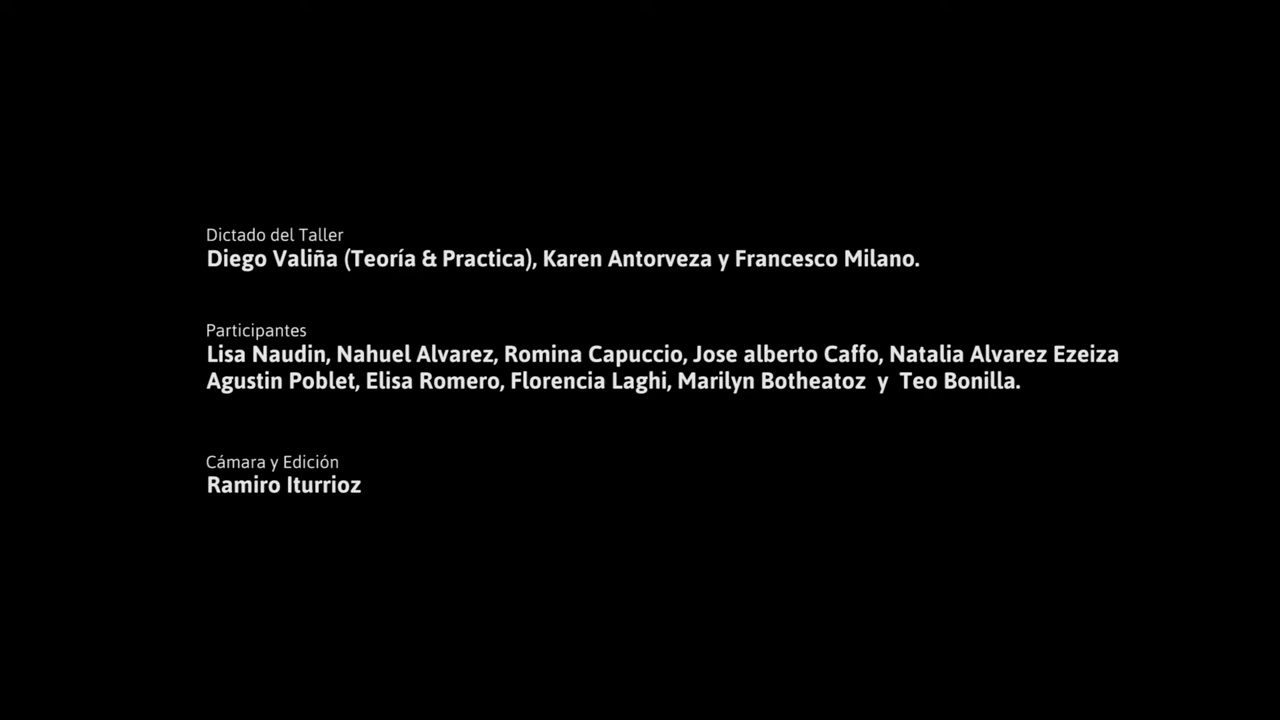 Dictado del Taller
Diego Valiña (Teoría & Practica), Karen Antorveza y Francesco Milano.
Participantes
Lisa Naudin, Nahuel Alvarez, Romina Capuccio, Jose alberto Caffo, Natalia Alvarez Ezeiza
Agustin Poblet, Elisa Romero, Florencia Laghi, Marilyn Botheatoz y Teo Bonilla.
Cámara y Edición
Ramiro Iturrioz